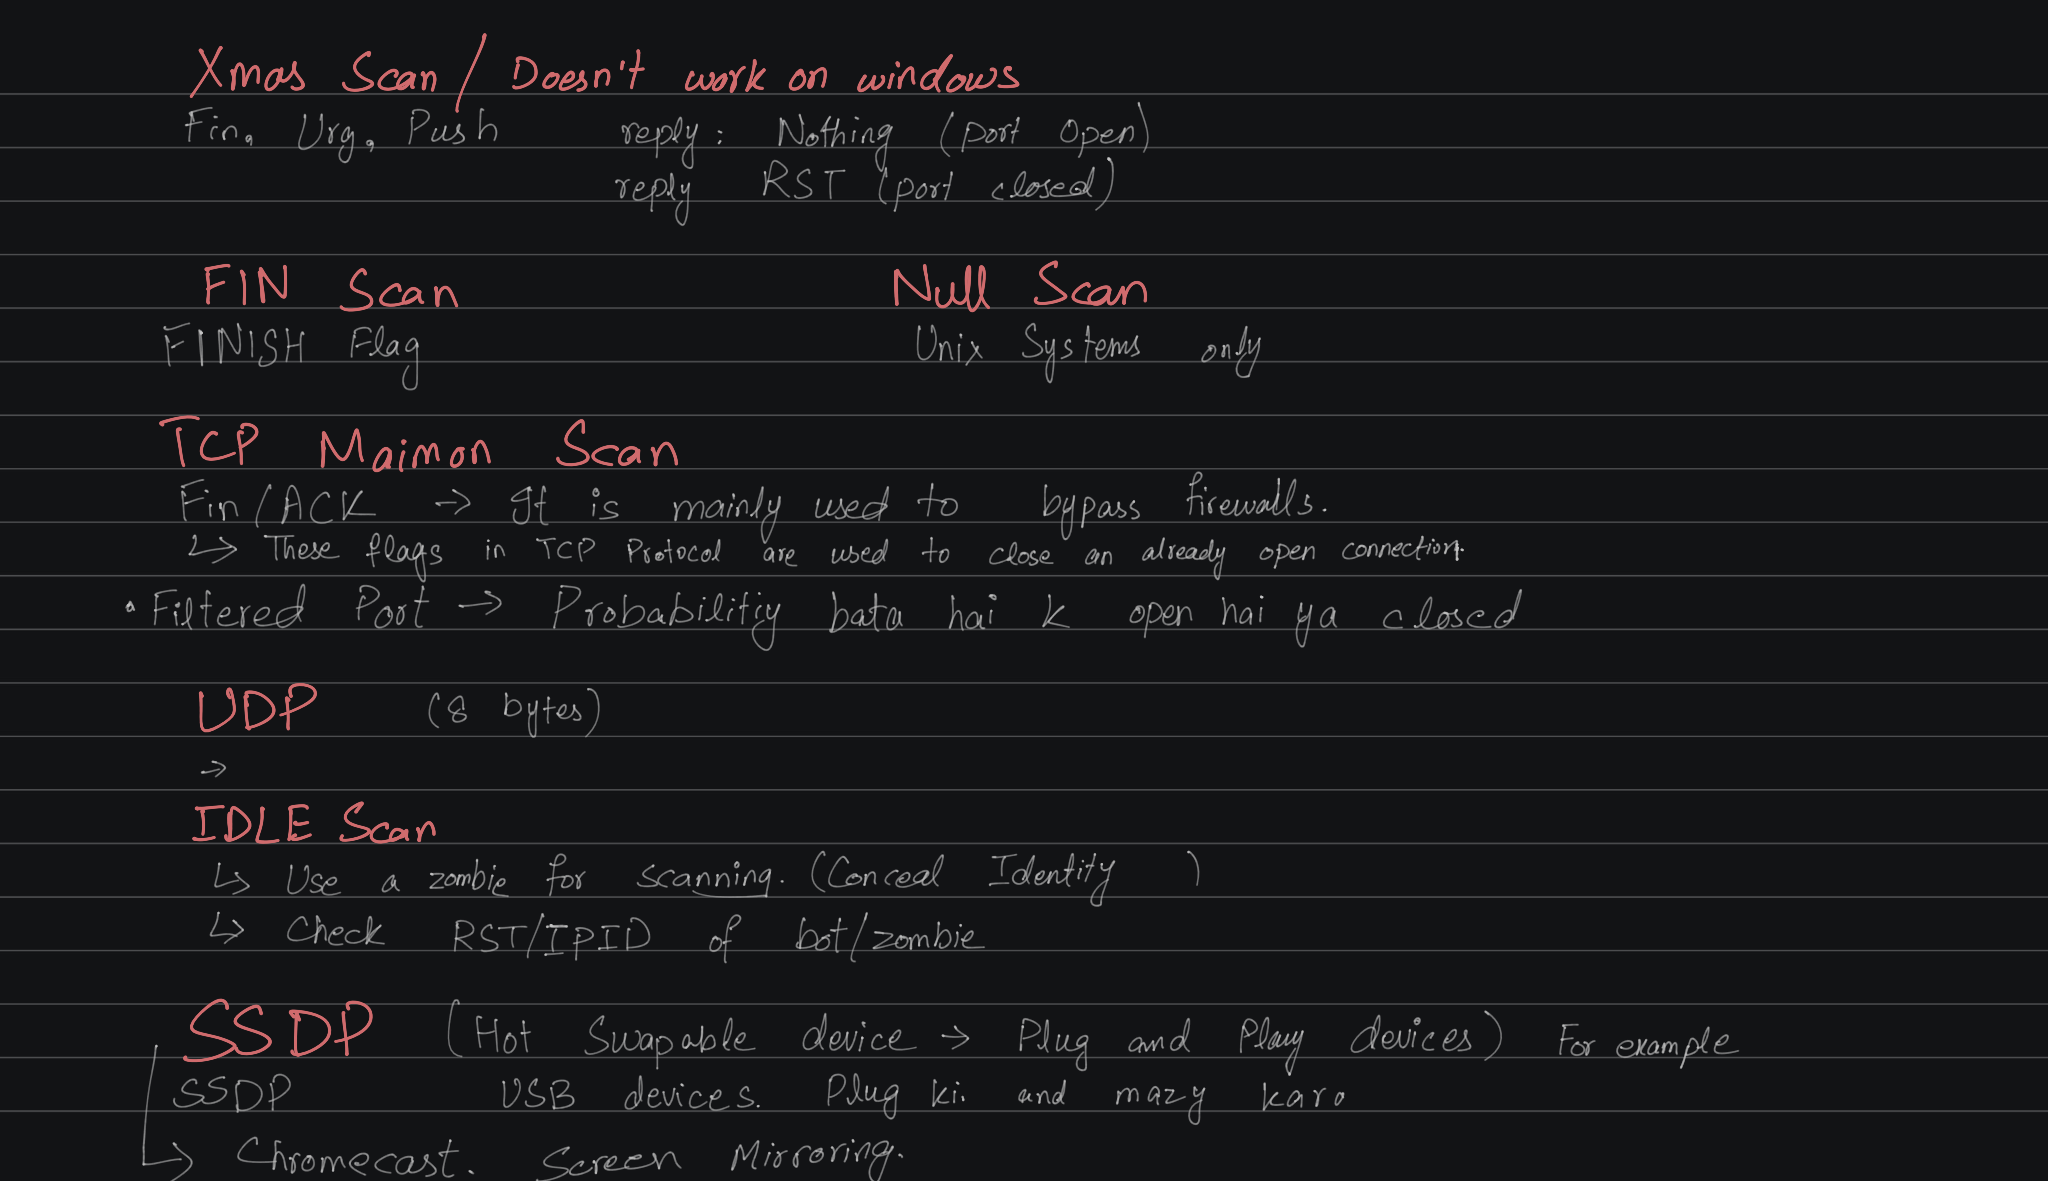 Xmas Scan / Doesn't work on windows
Fin, Urg, Push reply: Nothing (port Open)
reply RST (port closed)
FIN Scan Null Scan
FINISH Flag Unix Systems only
TCP Maimon Scan
Fin/ACK → It is mainly used to bypass firewalls.
↳ These flags in TCP Protocol are used to close an already open connection.
• Filtered Port → Probabilitiy bata hai k open hai ya closed
UDP (8 bytes)
→
IDLE Scan
↳ Use a zombie for scanning. (Conceal Identity )
↳ Check RST/IPID of bot/zombie
SSDP (Hot Swapable device → Plug and Play devices) For example
SSDP USB devices. Plug ki. and mazy karo
↳ Chromecast. Screen Mirroring.